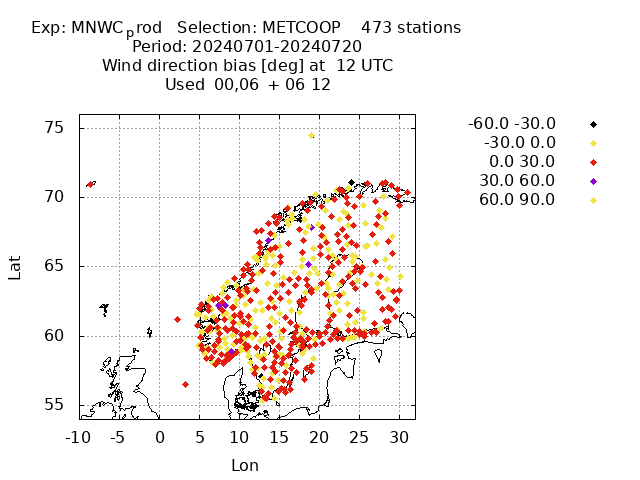 Exp: MNWCprod   Selection: METCOOP    473 stations
Period: 20240701-20240720
Wind direction bias [deg] at  12 UTC
Used  00,06  + 06 12
-60.0 -30.0
-30.0 0.0
0.0 30.0
30.0 60.0
60.0 90.0
75
70
65
60
55
Lat
-10 -5 0 5 10 15 20 25 30
Lon